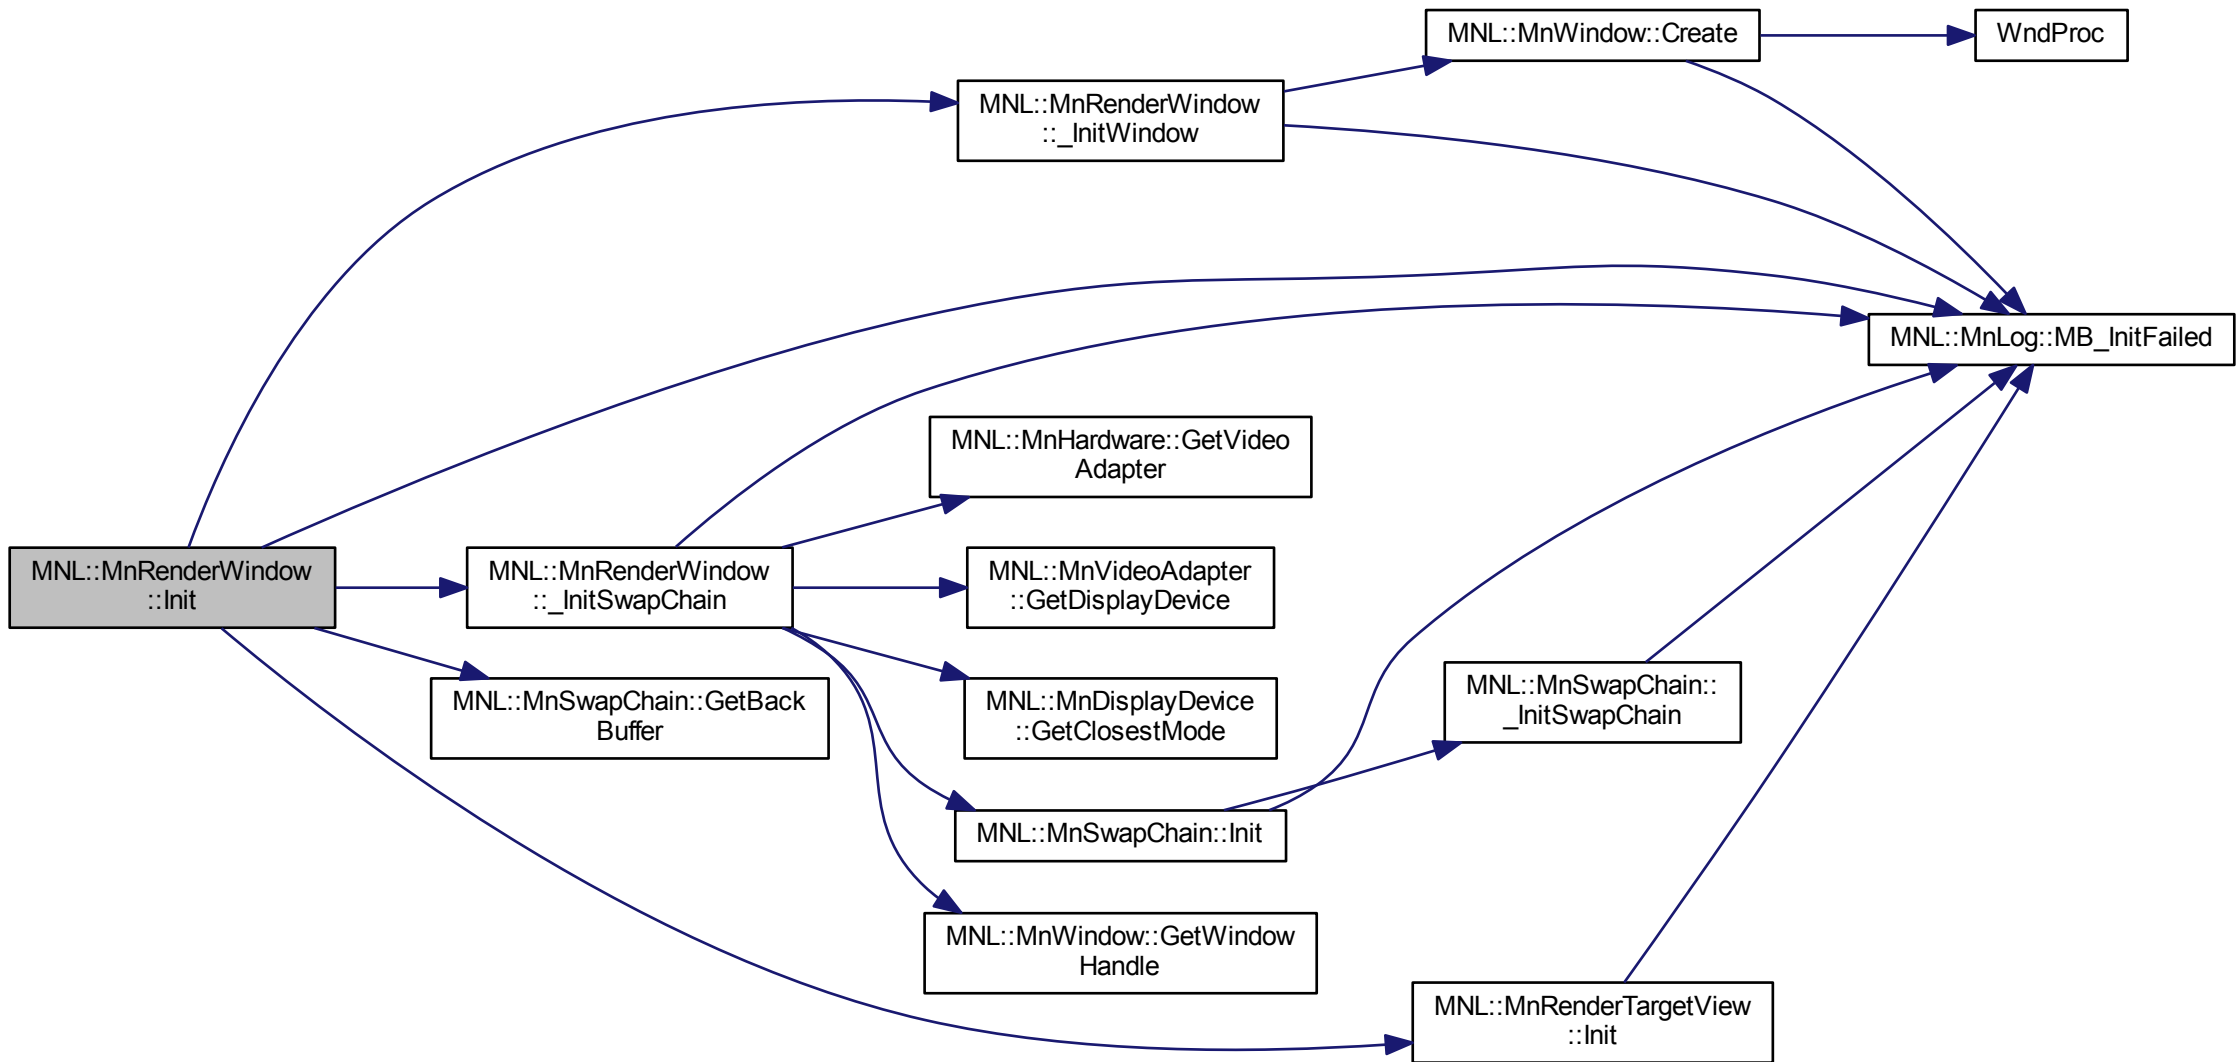 MNL::MnWindow::Create
WndProc
MNL::MnRenderWindow
::_InitWindow
MNL::MnLog::MB_InitFailed
MNL::MnHardware::GetVideo
Adapter
MNL::MnRenderWindow
::Init
MNL::MnRenderWindow
::_InitSwapChain
MNL::MnVideoAdapter
::GetDisplayDevice
MNL::MnSwapChain::GetBack
Buffer
MNL::MnDisplayDevice
::GetClosestMode
MNL::MnSwapChain::
_InitSwapChain
MNL::MnSwapChain::Init
MNL::MnWindow::GetWindow
Handle
MNL::MnRenderTargetView
::Init